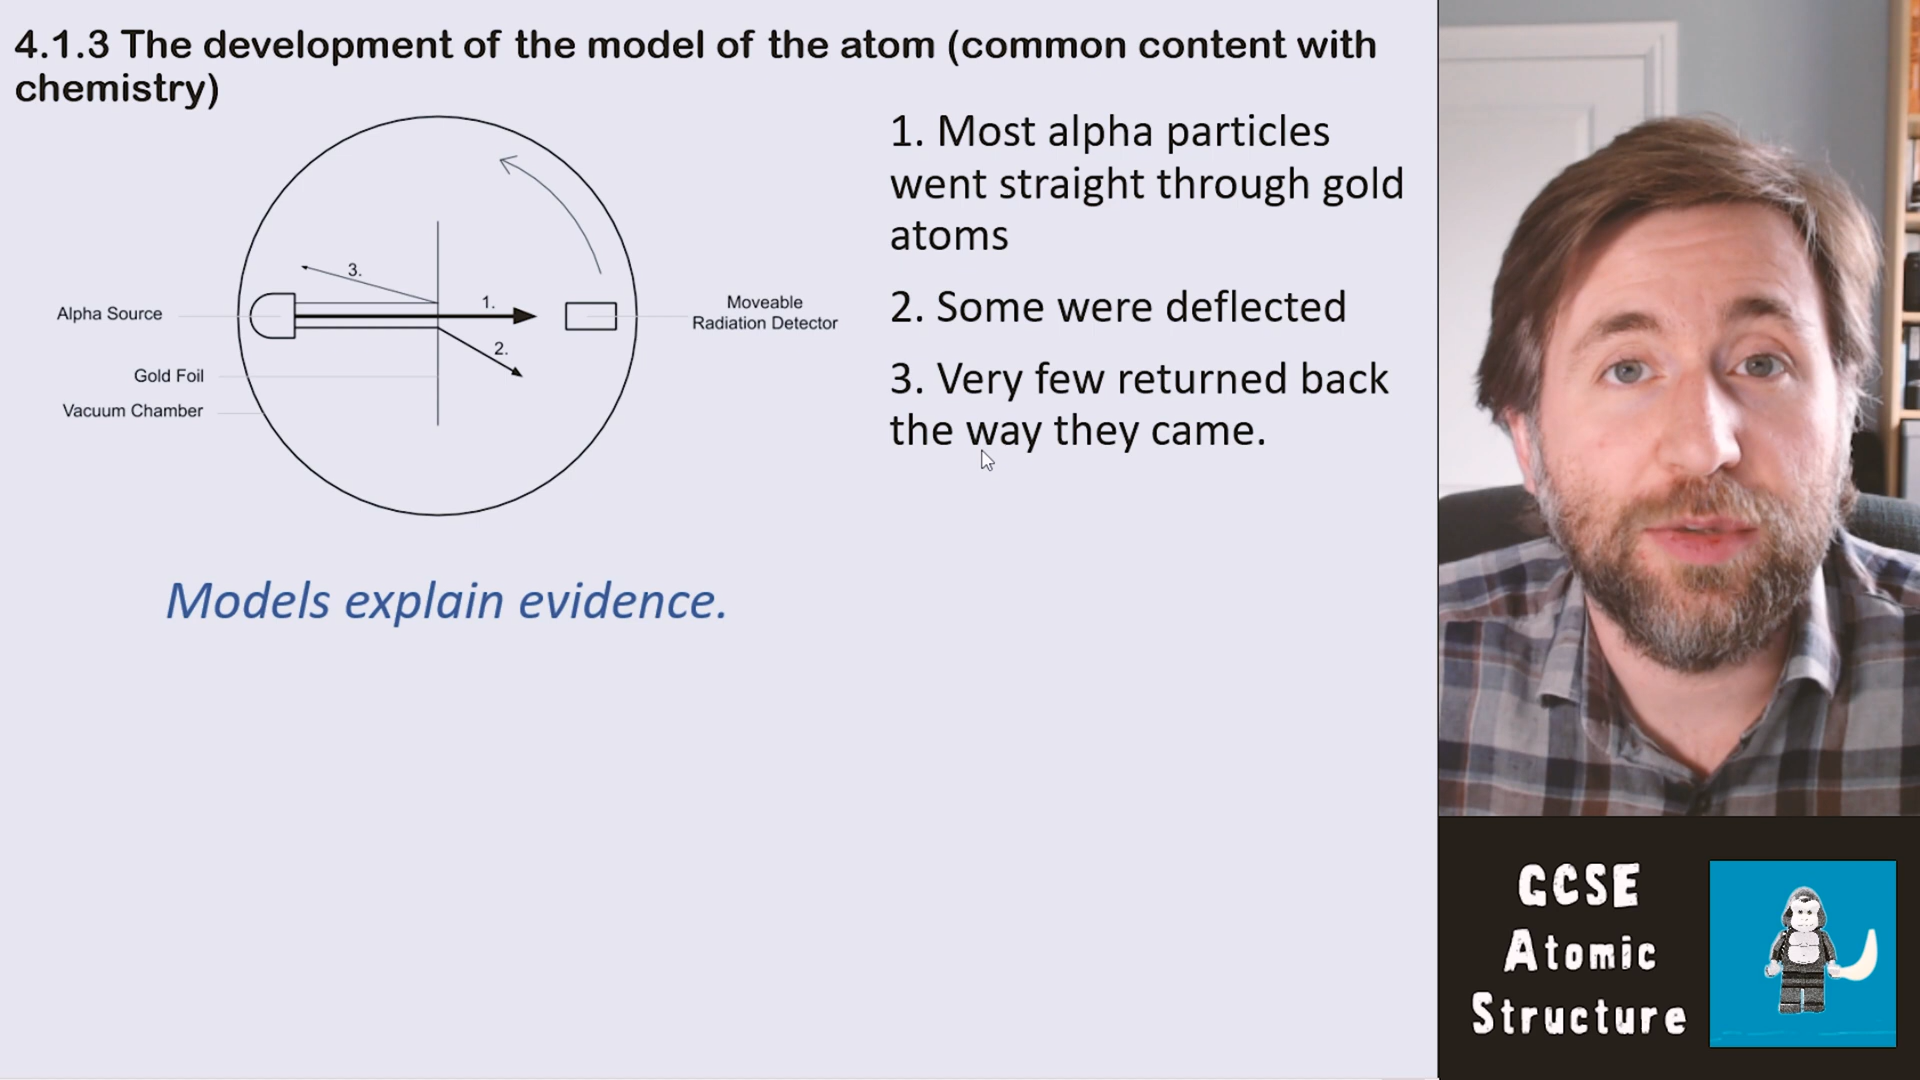 4.1.3 The development of the model of the atom (common content with
chemistry)
3.
1.
2.
Alpha Source
Gold Foil
Vacuum Chamber
Moveable
Radiation Detector
1. Most alpha particles
went straight through gold
atoms
2. Some were deflected
3. Very few returned back
the way they came.
Models explain evidence.
GCSE
Atomic
Structure